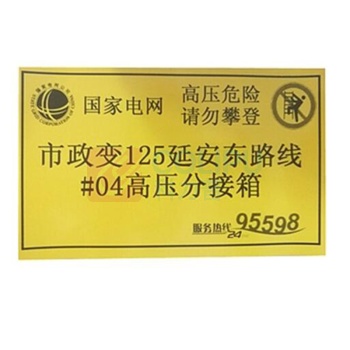 国家电网
高压危险
请勿攀登
市政变125延安东路线
#04高压分接箱
服务热线 95598
24